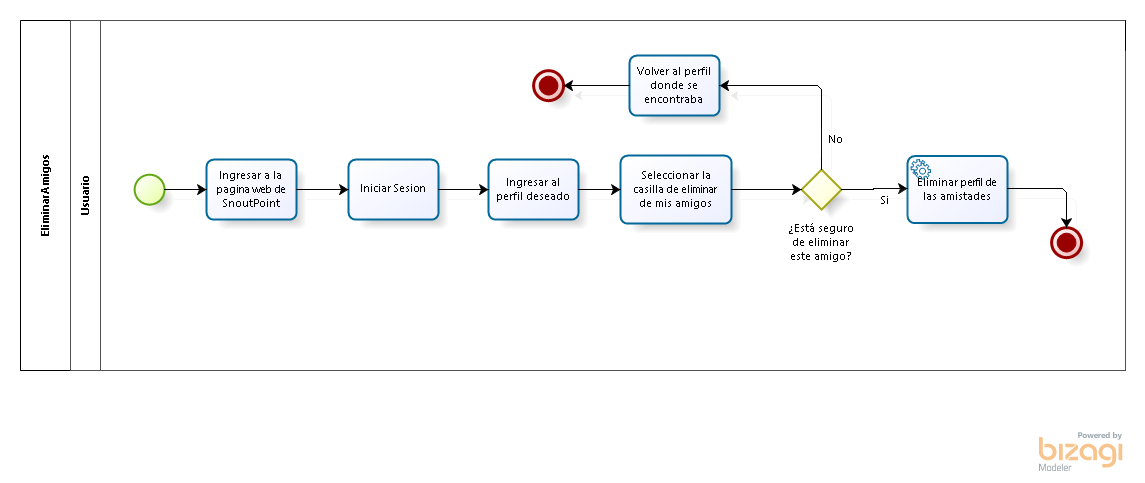 EliminarAmigos
Usuario
Volver al perfil
donde se
encontraba
No
Ingresar a la
pagina web de
SnoutPoint
Iniciar Sesion
Ingresar al
perfil deseado
Seleccionar la
casilla de eliminar
de mis amigos
¿Está seguro
de eliminar
este amigo?
Si
Eliminar perfil de
las amistades
Powered by
bizagi
Modeler